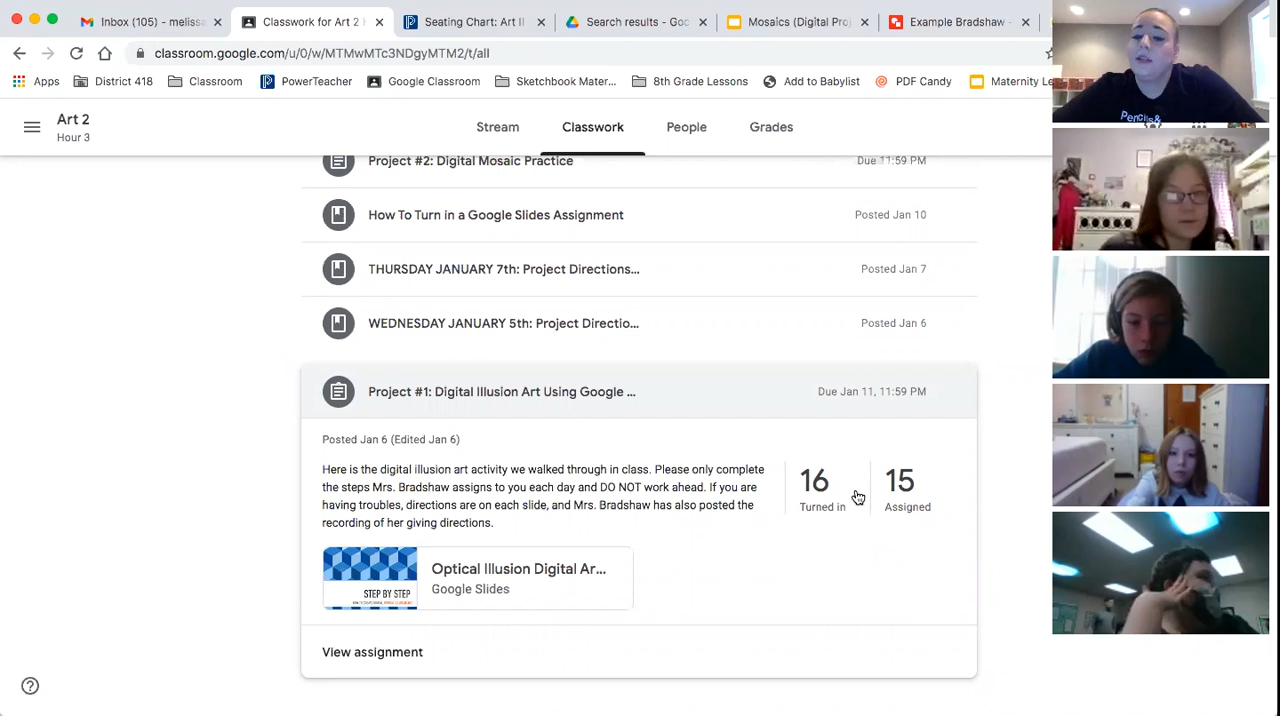 Inbox (105) - melissa
Classwork for Art 2
Seating Chart: Art II
Search results - Goo
Mosaics (Digital Proj
Example Bradshaw -
classroom.google.com/u/0/w/MTMwMTc3NDgyMTM2/t/all
Apps
District 418
Classroom
PowerTeacher
Google Classroom
Sketchbook Mater...
8th Grade Lessons
Add to Babylist
PDF Candy
Maternity Le
Art 2
Hour 3
Stream
Classwork
People
Grades
Project #2: Digital Mosaic Practice
Due 11:59 PM
How To Turn in a Google Slides Assignment
Posted Jan 10
THURSDAY JANUARY 7th: Project Directions...
Posted Jan 7
WEDNESDAY JANUARY 5th: Project Directio...
Posted Jan 6
Project #1: Digital Illusion Art Using Google ...
Due Jan 11, 11:59 PM
Posted Jan 6 (Edited Jan 6)
Here is the digital illusion art activity we walked through in class. Please only complete
the steps Mrs. Bradshaw assigns to you each day and DO NOT work ahead. If you are
having troubles, directions are on each slide, and Mrs. Bradshaw has also posted the
recording of her giving directions.
16
Turned in
15
Assigned
STEP BY STEP
Optical Illusion Digital Ar...
Google Slides
View assignment
Pencils &